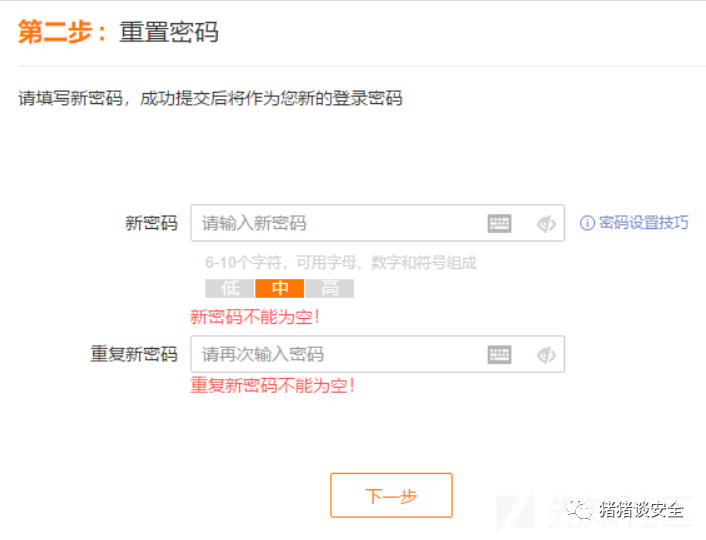 第二步：重置密码
请填写新密码，成功提交后将作为您新的登录密码
新密码 请输入新密码 密码设置技巧
6-10个字符，可用字母、数字和符号组成
低 中 高
新密码不能为空！
重复新密码 请再次输入密码
重复新密码不能为空！
下一步
先知社区
猪猪谈安全